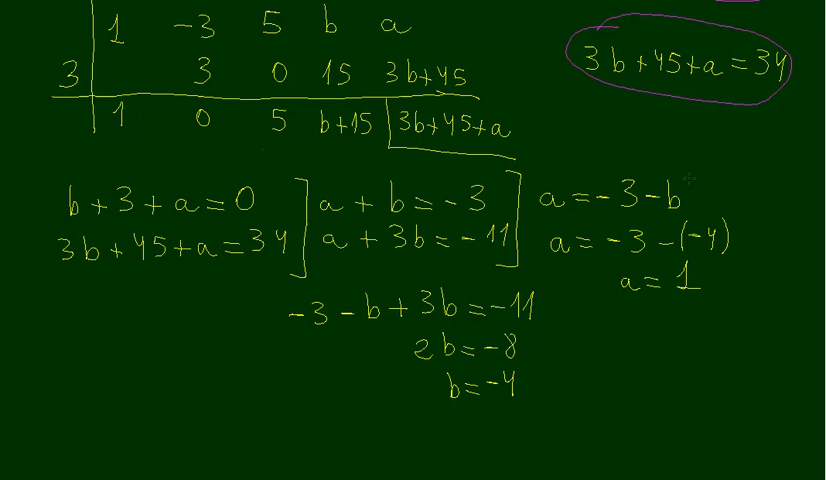 1 -3 5 b a
3 3 0 15 3b+45
1 0 5 b+15 3b+45+a
3b+45+a=34
b+3+a=0
3b+45+a=34
a+b=-3
a+3b=-11
a=-3-b
a=-3-(-4)
a=1
-3-b+3b=-11
2b=-8
b=-4